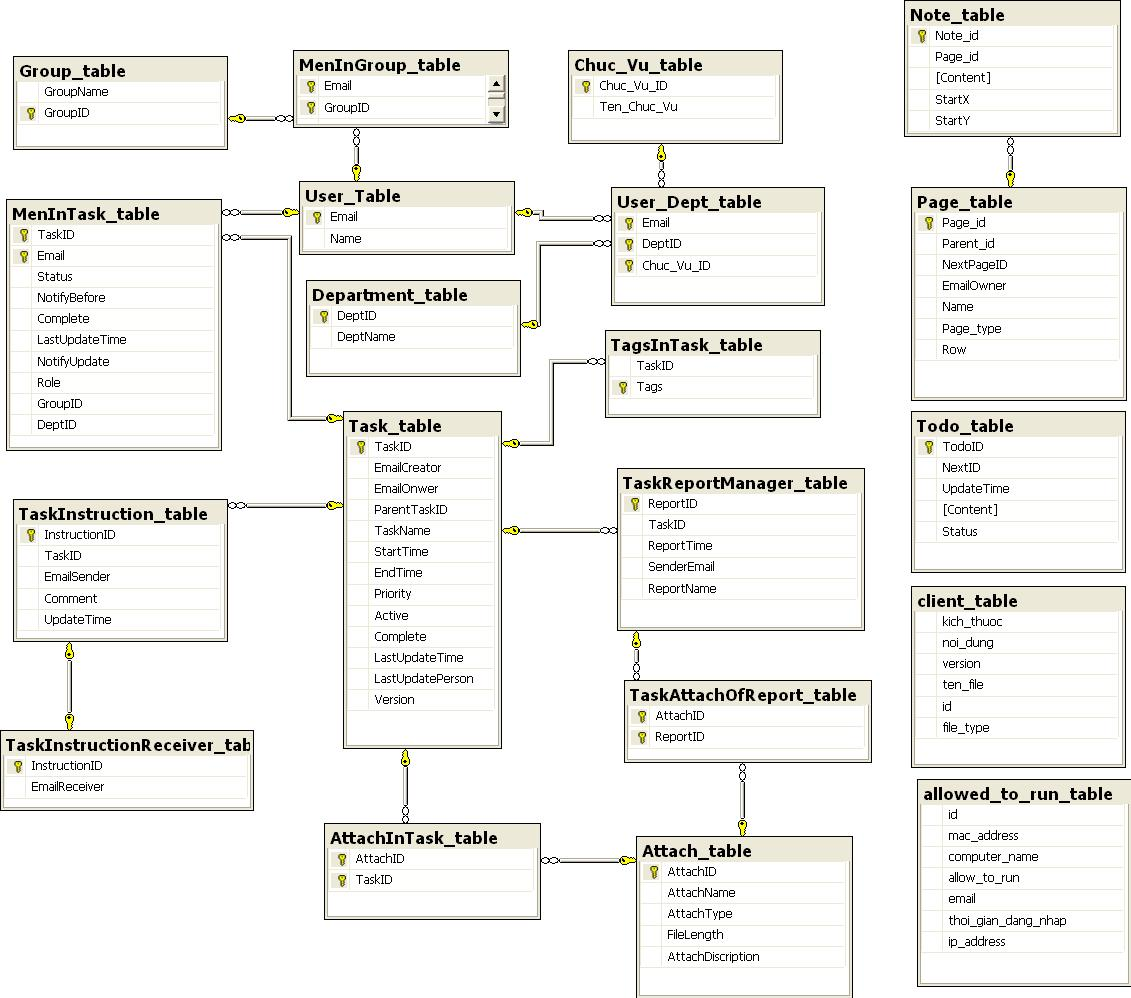 Group_table
GroupName
GroupID
MenInGroup_table
Email
GroupID
Chuc_Vu_table
Chuc_Vu_ID
Ten_Chuc_Vu
Note_table
Note_id
Page_id
[Content]
StartX
StartY
MenInTask_table
TaskID
Email
Status
NotifyBefore
Complete
LastUpdateTime
NotifyUpdate
Role
GroupID
DeptID
User_Table
Email
Name
User_Dept_table
Email
DeptID
Chuc_Vu_ID
Page_table
Page_id
Parent_id
NextPageID
EmailOwner
Name
Page_type
Row
Department_table
DeptID
DeptName
TagsInTask_table
TaskID
Tags
Task_table
TaskID
EmailCreator
EmailOnwer
ParentTaskID
TaskName
StartTime
EndTime
Priority
Active
Complete
LastUpdateTime
LastUpdatePerson
Version
Todo_table
TodoID
NextID
UpdateTime
[Content]
Status
TaskInstruction_table
InstructionID
TaskID
EmailSender
Comment
UpdateTime
TaskReportManager_table
ReportID
TaskID
ReportTime
SenderEmail
ReportName
client_table
kich_thuoc
noi_dung
version
ten_file
id
file_type
TaskInstructionReceiver_tab
InstructionID
EmailReceiver
TaskAttachOfReport_table
AttachID
ReportID
allowed_to_run_table
id
mac_address
computer_name
allow_to_run
email
thoi_gian_dang_nhap
ip_address
AttachInTask_table
AttachID
TaskID
Attach_table
AttachID
AttachName
AttachType
FileLength
AttachDiscription